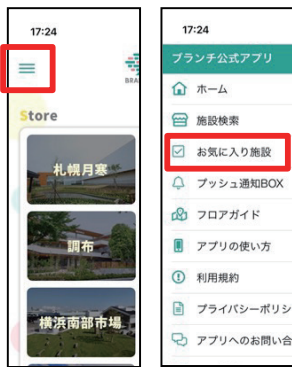 17:24
BRA
Store
札幌月寒
調布
横浜南部市場
17:24
ブランチ公式アプリ
ホーム
施設検索
お気に入り施設
プッシュ通知BOX
フロアガイド
アプリの使い方
利用規約
プライバシーポリシ
アプリへのお問い合